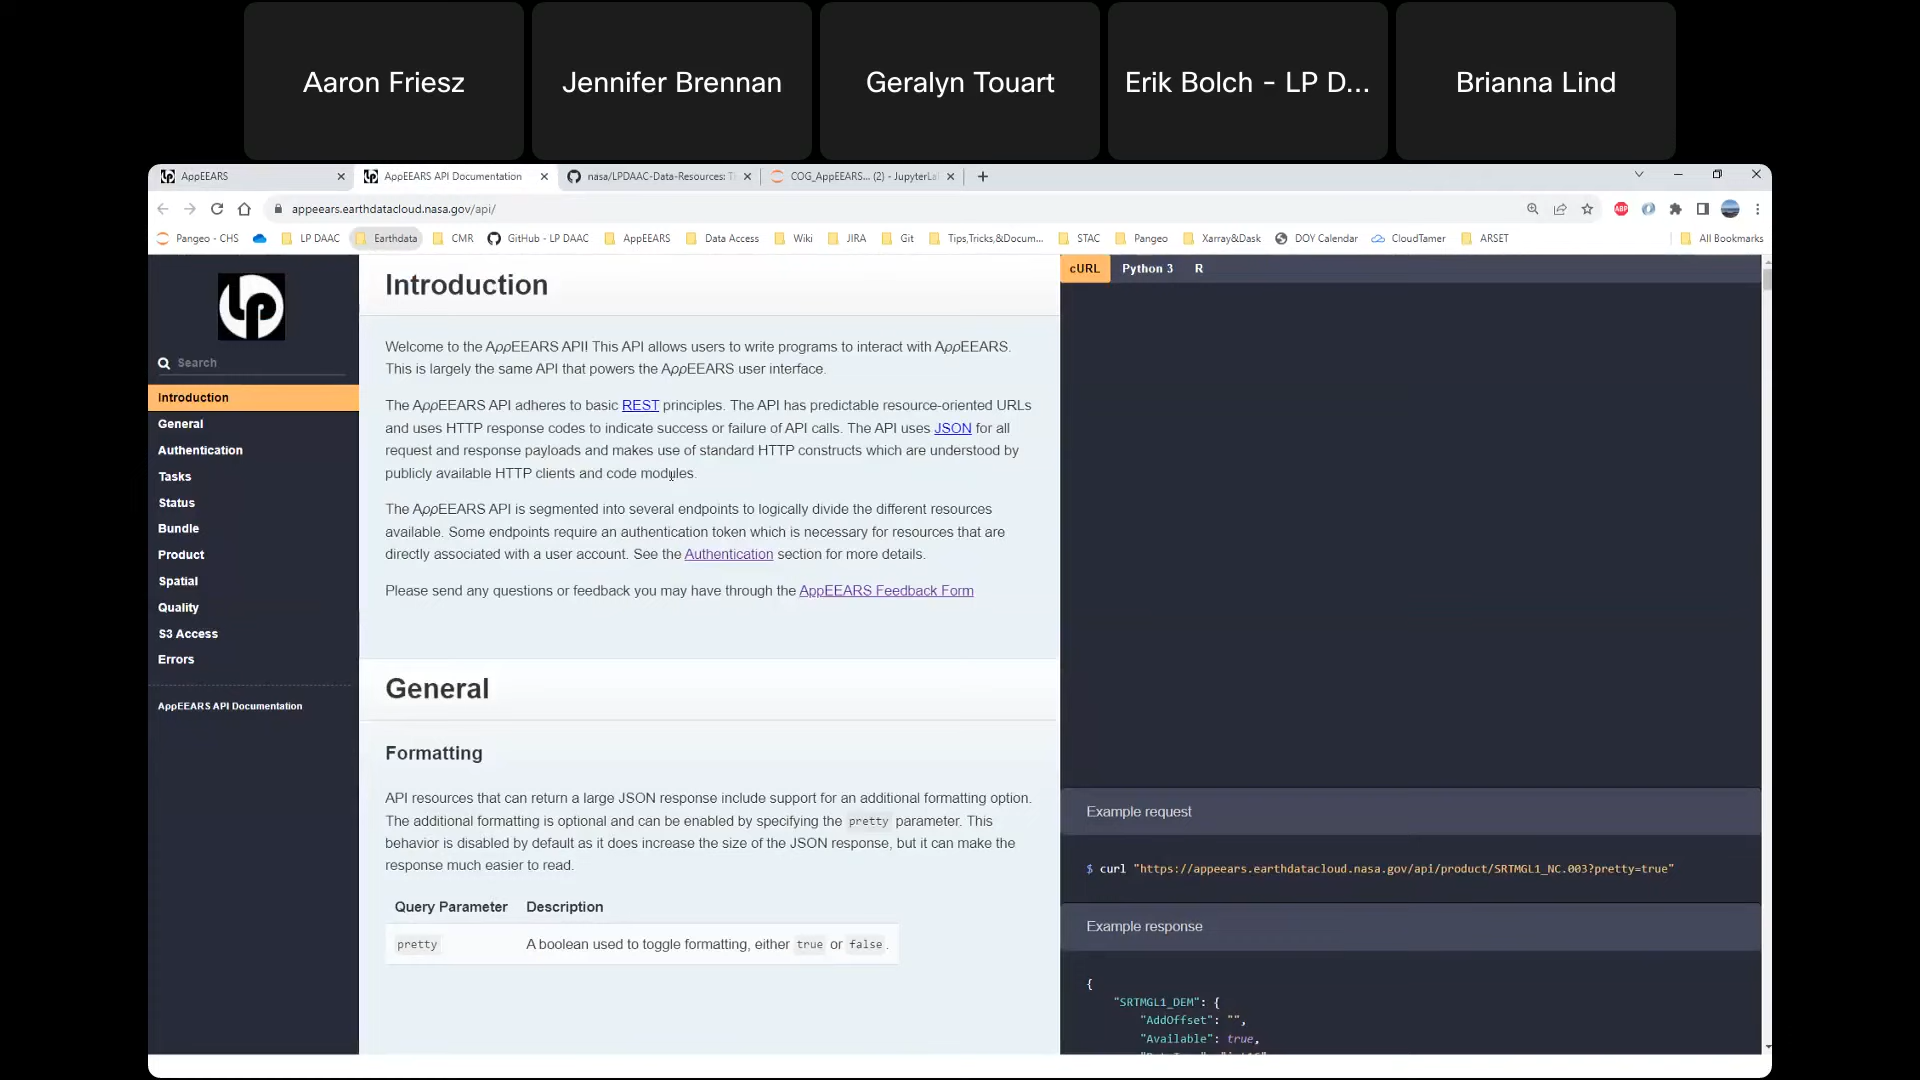 Aaron Friesz
Jennifer Brennan
Geralyn Touart
Erik Bolch - LP D...
Brianna Lind
AppEEARS
AppEEARS API Documentation
nasa/LPDAAC-Data-Resources: T
COG_AppEEARS... (2) - JupyterLa
appeears.earthdatacloud.nasa.gov/api/
ABP
Pangeo - CHS
LP DAAC
Earthdata
CMR
GitHub - LP DAAC
AppEEARS
Data Access
Wiki
JIRA
Git
Tips,Tricks,&Docum...
STAC
Pangeo
Xarray&Dask
DOY Calendar
CloudTamer
ARSET
All Bookmarks
LP
Search
Introduction
General
Authentication
Tasks
Status
Bundle
Product
Spatial
Quality
S3 Access
Errors
AppEEARS API Documentation
Introduction
Welcome to the AppEEARS API! This API allows users to write programs to interact with AppEEARS.
This is largely the same API that powers the AppEEARS user interface.
The AppEEARS API adheres to basic REST principles. The API has predictable resource-oriented URLs
and uses HTTP response codes to indicate success or failure of API calls. The API uses JSON for all
request and response payloads and makes use of standard HTTP constructs which are understood by
publicly available HTTP clients and code modules.
The AppEEARS API is segmented into several endpoints to logically divide the different resources
available. Some endpoints require an authentication token which is necessary for resources that are
directly associated with a user account. See the Authentication section for more details.
Please send any questions or feedback you may have through the AppEEARS Feedback Form
General
Formatting
API resources that can return a large JSON response include support for an additional formatting option.
The additional formatting is optional and can be enabled by specifying the pretty parameter. This
behavior is disabled by default as it does increase the size of the JSON response, but it can make the
response much easier to read.
Query Parameter Description
pretty A boolean used to toggle formatting, either true or false.
cURL Python 3 R
Example request
$ curl "https://appeears.earthdatacloud.nasa.gov/api/product/SRTMGL1_NC.003?pretty=true"
Example response
{
"SRTMGL1_DEM": {
"AddOffset": "",
"Available": true,